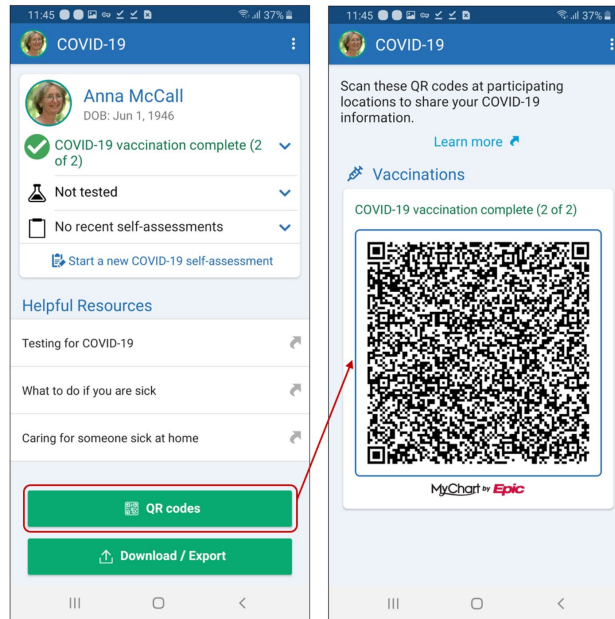 11:45
37%
COVID-19
Anna McCall
DOB: Jun 1, 1946
COVID-19 vaccination complete (2
of 2)
Not tested
No recent self-assessments
Start a new COVID-19 self-assessment
Helpful Resources
Testing for COVID-19
What to do if you are sick
Caring for someone sick at home
QR codes
Download / Export
11:45
37%
COVID-19
Scan these QR codes at participating
locations to share your COVID-19
information.
Learn more
Vaccinations
COVID-19 vaccination complete (2 of 2)
MyChart by Epic